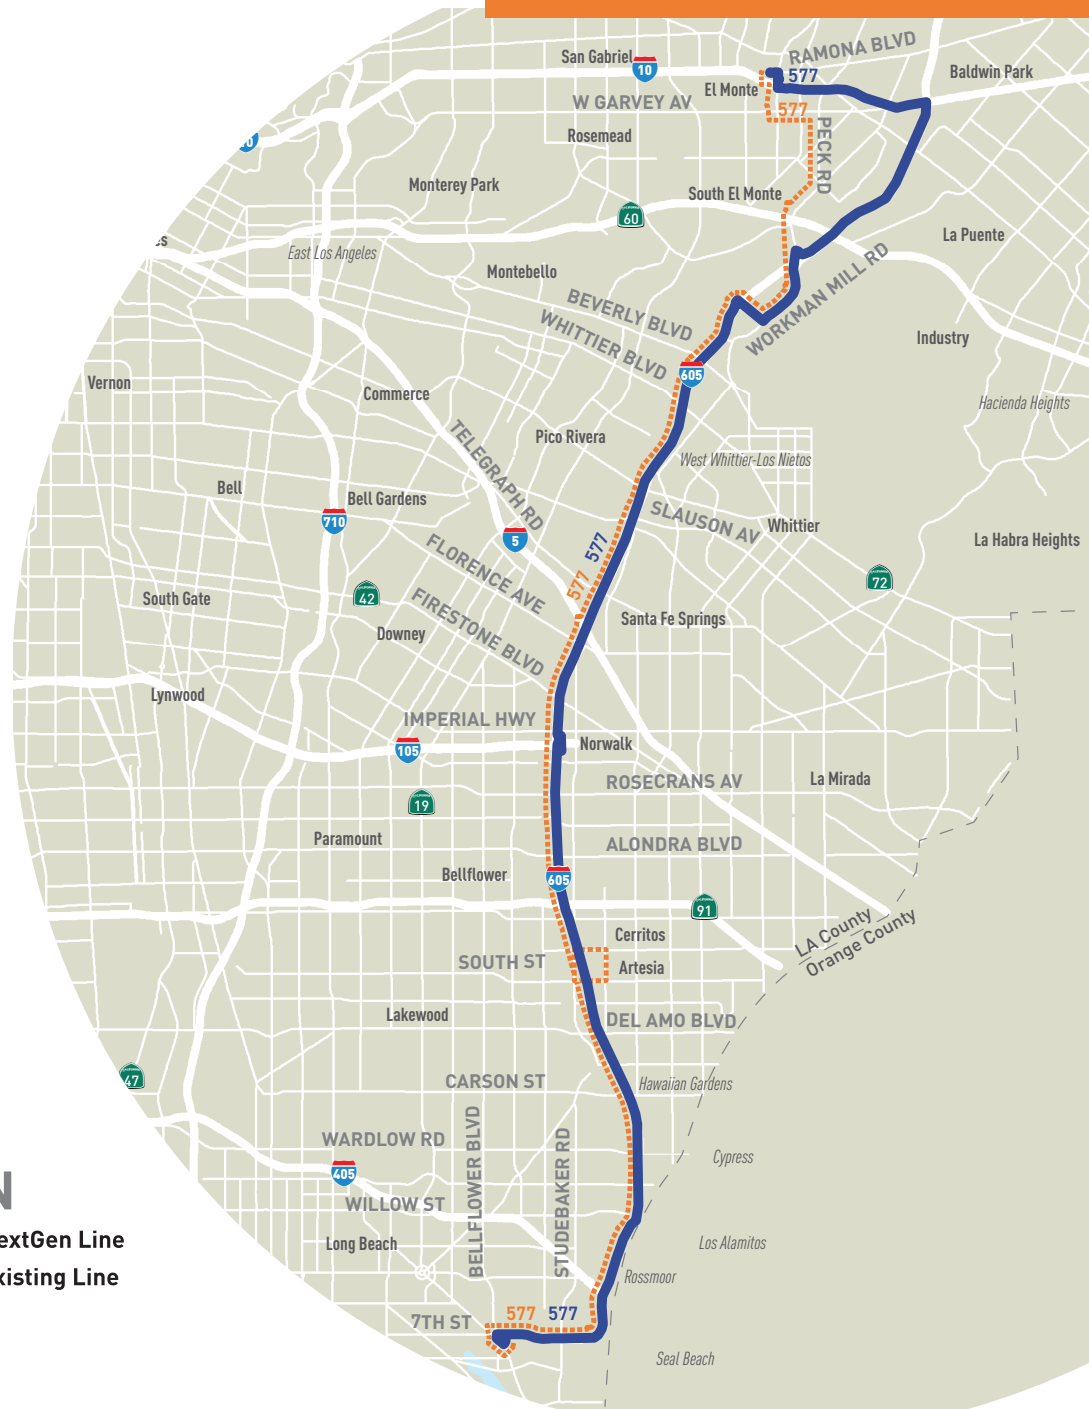 RAMONA BLVD
San Gabriel
10
577
Baldwin Park
El Monte
W GARVEY AV
577
PECK RD
Rosemead
Monterey Park
South El Monte
60
La Puente
East Los Angeles
Montebello
WORKMAN MILL RD
BEVERLY BLVD
WHITTIER BLVD
Industry
605
Vernon
Commerce
Hacienda Heights
TELEGRAPH RD
Pico Rivera
West Whittier-Los Nietos
Bell
Bell Gardens
710
SLAUSON AV
Whittier
5
577
La Habra Heights
FLORENCE AVE
577
72
South Gate
42
FIRESTONE BLVD
Santa Fe Springs
Downey
Lynwood
IMPERIAL HWY
105
Norwalk
ROSECRANS AV
La Mirada
19
Paramount
ALONDRA BLVD
Bellflower
605
91
LA County
Orange County
Cerritos
SOUTH ST
Artesia
Lakewood
DEL AMO BLVD
47
CARSON ST
Hawaiian Gardens
WARDLOW RD
BELLFLOWER BLVD
STUDEBAKER RD
Cypress
405
N
WILLOW ST
extGen Line
Long Beach
Los Alamitos
xisting Line
Rossmoor
577
577
7TH ST
Seal Beach